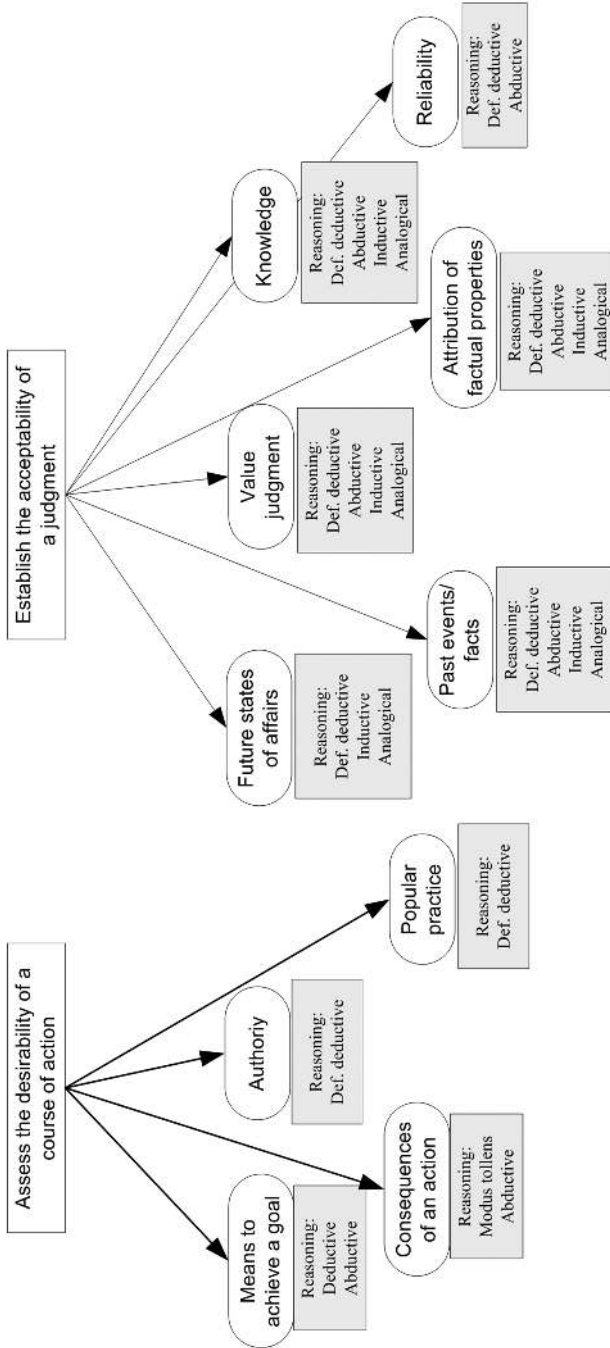 Assess the desirability of a
course of action
Means to
achieve a goal
Reasoning:
Deductive
Abductive
Authoriy
Reasoning:
Def. deductive
Consequences
of an action
Reasoning:
Modus tollens
Abductive
Popular
practice
Reasoning:
Def. deductive
Establish the acceptability of
a judgment
Future states
of affairs
Reasoning:
Def. deductive
Inductive
Analogical
Value
judgment
Reasoning:
Def. deductive
Abductive
Inductive
Analogical
Knowledge
Reasoning:
Def. deductive
Abductive
Inductive
Analogical
Past events/
facts
Reasoning:
Def. deductive
Abductive
Inductive
Analogical
Attribution of
factual properties
Reasoning:
Def. deductive
Abductive
Inductive
Analogical
Reliability
Reasoning:
Def. deductive
Abductive